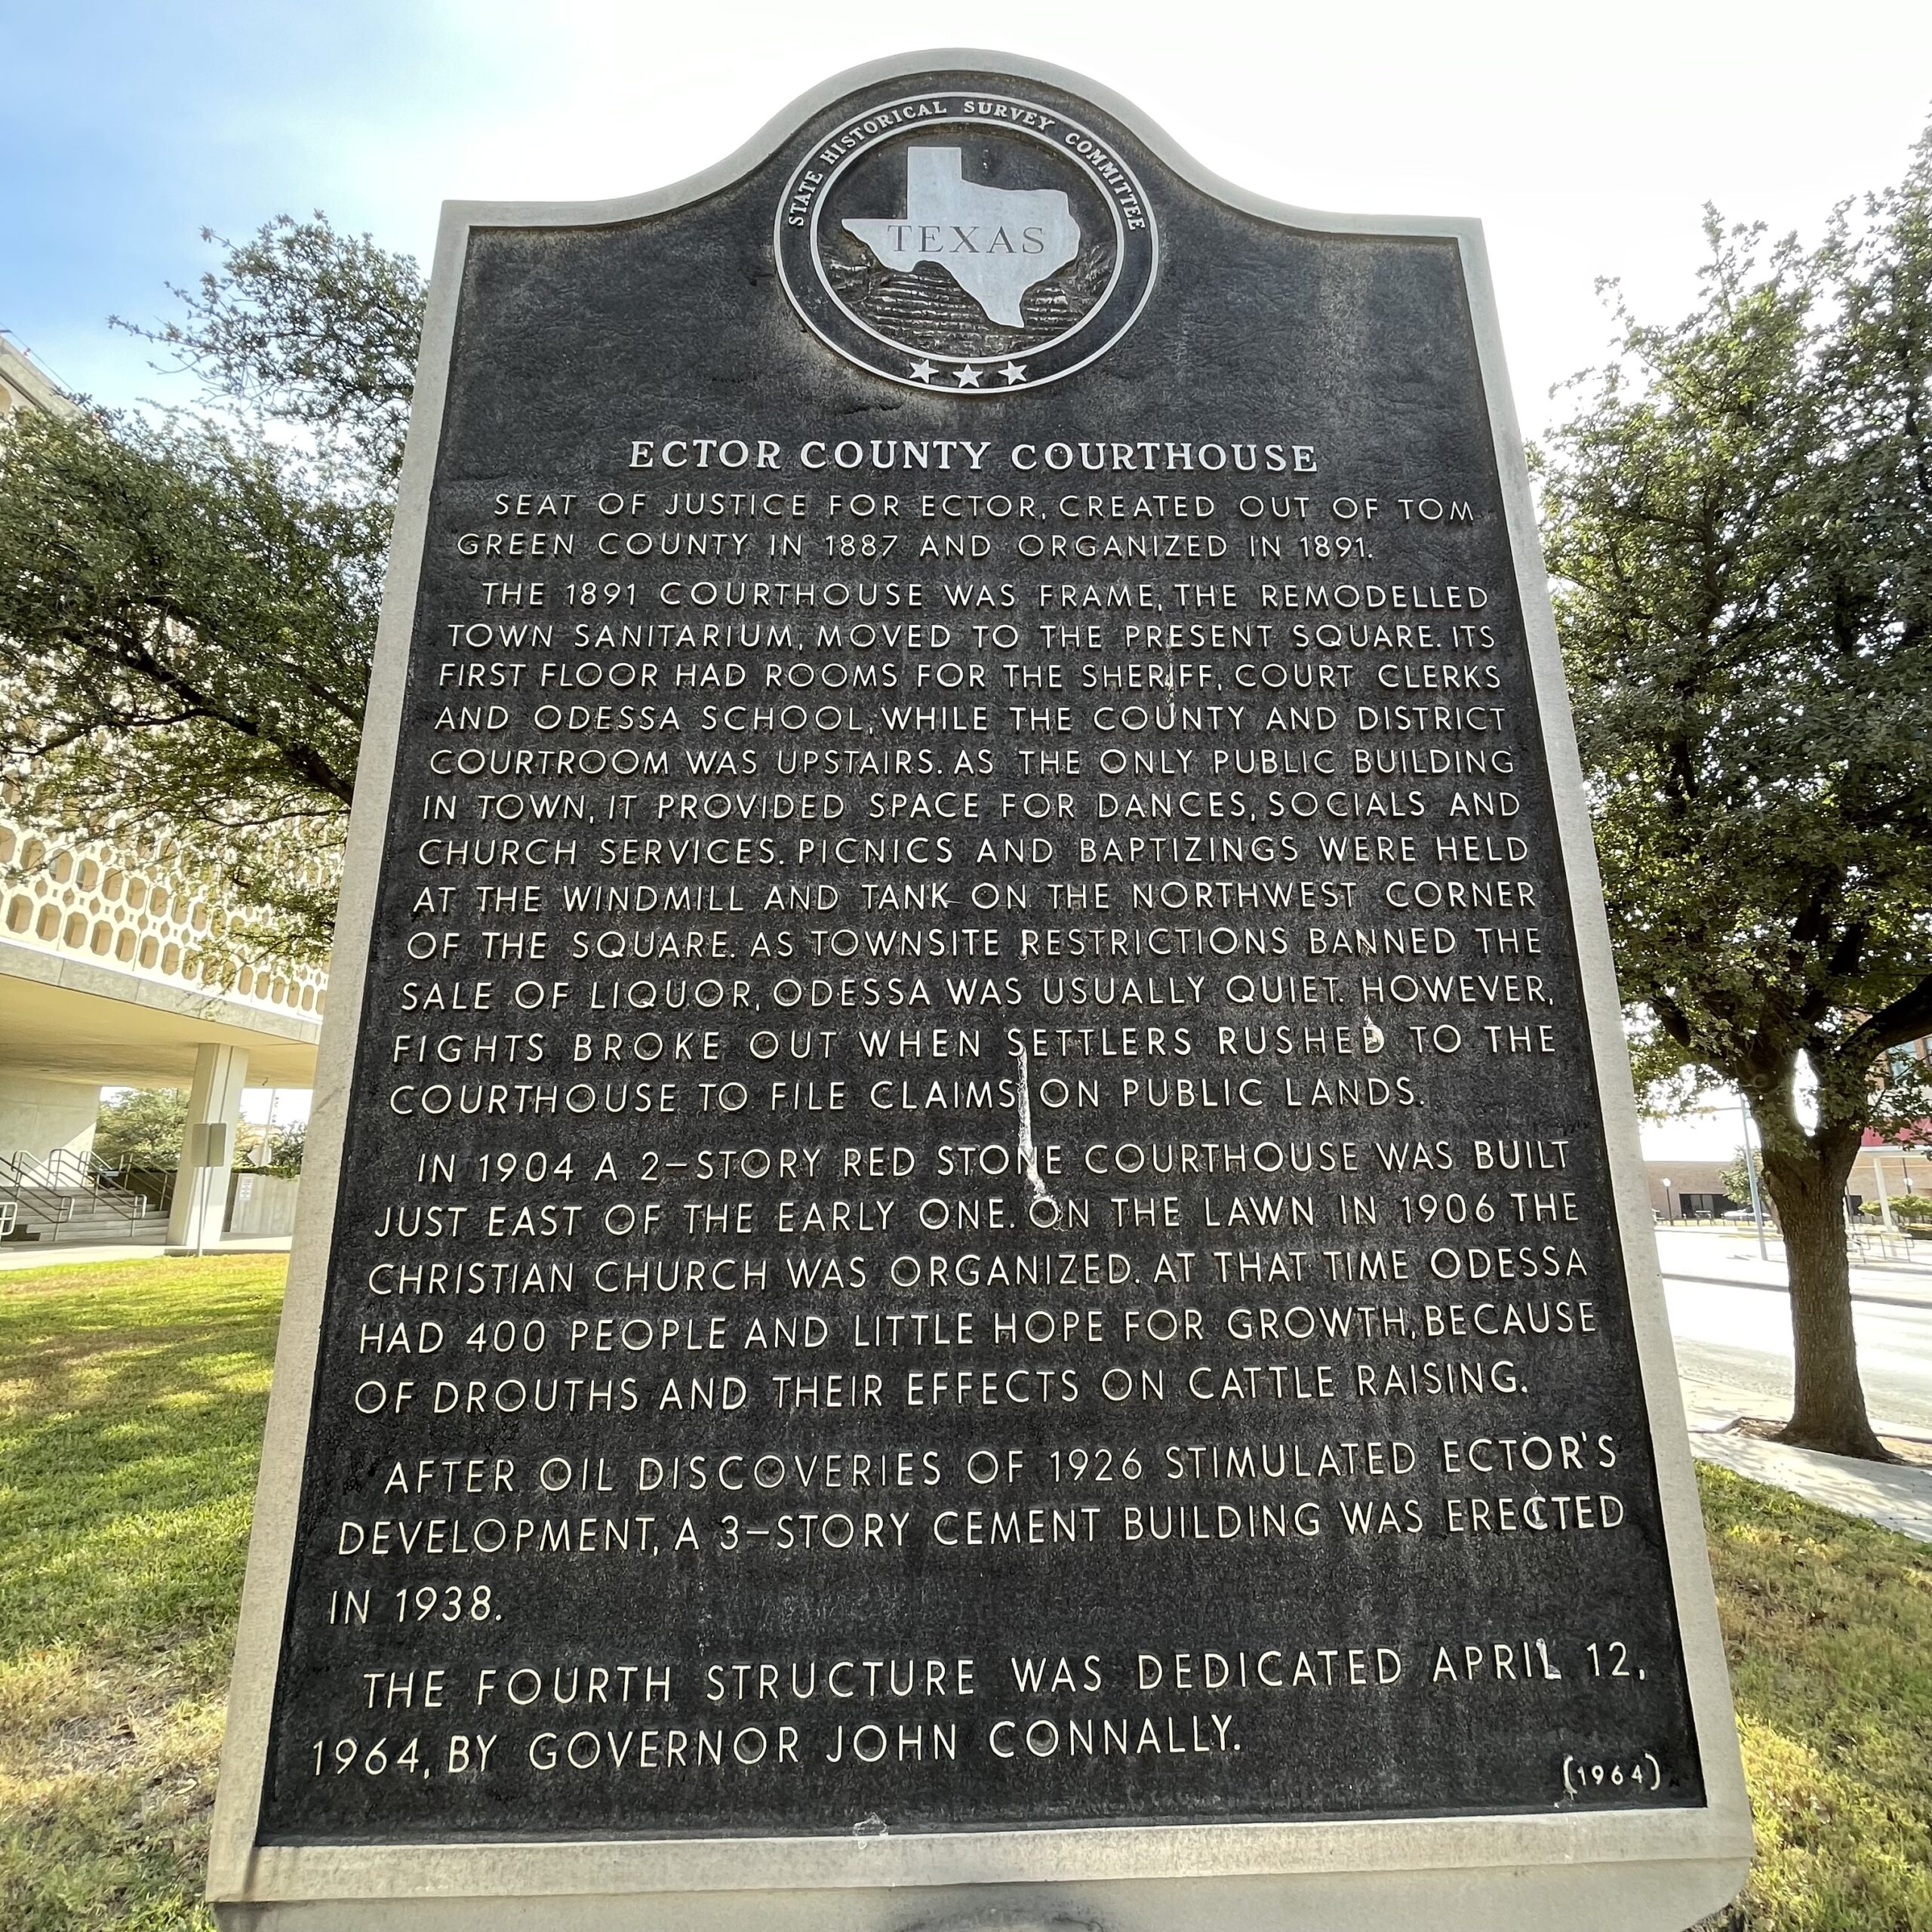 STATE HISTORICAL SURVEY COMMITTEE
TEXAS
ECTOR COUNTY COURTHOUSE
SEAT OF JUSTICE FOR ECTOR, CREATED OUT OF TOM
GREEN COUNTY IN 1887 AND ORGANIZED IN 1891.
THE 1891 COURTHOUSE WAS FRAME, THE REMODELLED
TOWN SANITARIUM, MOVED TO THE PRESENT SQUARE. ITS
FIRST FLOOR HAD ROOMS FOR THE SHERIFF, COURT CLERKS
AND ODESSA SCHOOL, WHILE THE COUNTY AND DISTRICT
COURTROOM WAS UPSTAIRS. AS THE ONLY PUBLIC BUILDING
IN TOWN, IT PROVIDED SPACE FOR DANCES, SOCIALS AND
CHURCH SERVICES. PICNICS AND BAPTIZINGS WERE HELD
AT THE WINDMILL AND TANK ON THE NORTHWEST CORNER
OF THE SQUARE. AS TOWNSITE RESTRICTIONS BANNED THE
SALE OF LIQUOR, ODESSA WAS USUALLY QUIET. HOWEVER,
FIGHTS BROKE OUT WHEN SETTLERS RUSHED TO THE
COURTHOUSE TO FILE CLAIMS ON PUBLIC LANDS.
IN 1904 A 2-STORY RED STONE COURTHOUSE WAS BUILT
JUST EAST OF THE EARLY ONE. ON THE LAWN IN 1906 THE
CHRISTIAN CHURCH WAS ORGANIZED. AT THAT TIME ODESSA
HAD 400 PEOPLE AND LITTLE HOPE FOR GROWTH, BECAUSE
OF DROUTHS AND THEIR EFFECTS ON CATTLE RAISING.
AFTER OIL DISCOVERIES OF 1926 STIMULATED ECTOR'S
DEVELOPMENT, A 3-STORY CEMENT BUILDING WAS ERECTED
IN 1938.
THE FOURTH STRUCTURE WAS DEDICATED APRIL 12,
1964, BY GOVERNOR JOHN CONNALLY.
(1964)